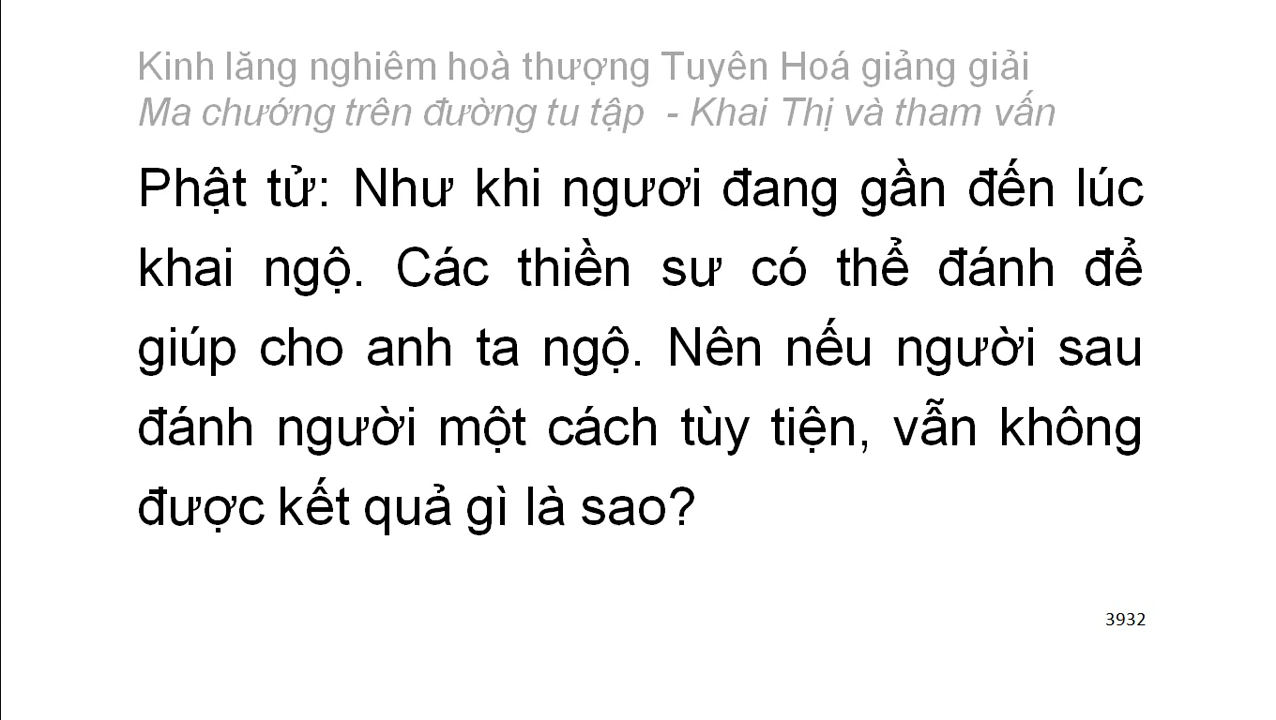 Kinh lăng nghiêm hoà thượng Tuyên Hoá giảng giải
Ma chướng trên đường tu tập - Khai Thị và tham vấn
Phật tử: Như khi ngươi đang gần đến lúc
khai ngộ. Các thiền sư có thể đánh để
giúp cho anh ta ngộ. Nên nếu người sau
đánh người một cách tùy tiện, vẫn không
được kết quả gì là sao?
3932